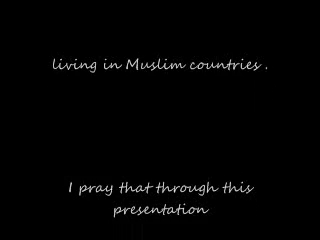 living in Muslim countries .
I pray that through this
presentation